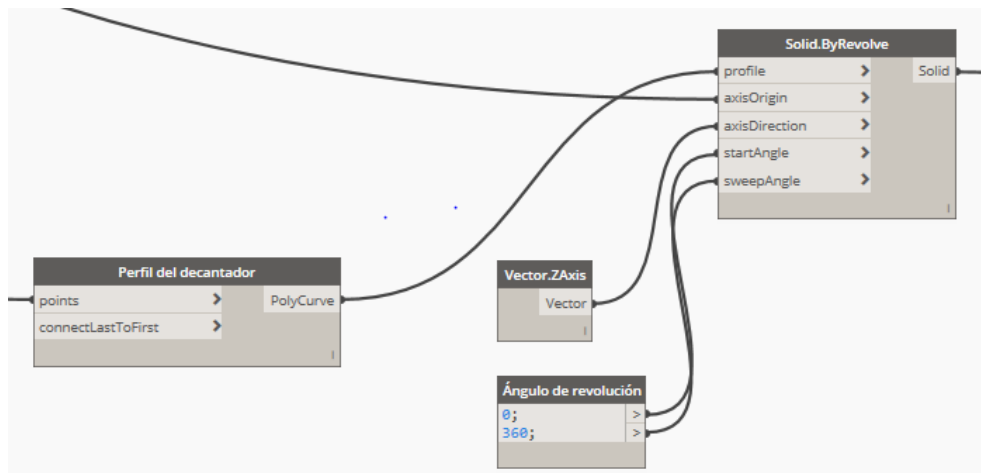 Solid.ByRevolve
profile > Solid
axisOrigin >
axisDirection >
startAngle >
sweepAngle >
Perfil del decantador
points > PolyCurve
connectLastToFirst >
Vector.ZAxis
Vector
Ángulo de revolución
0; >
360; >